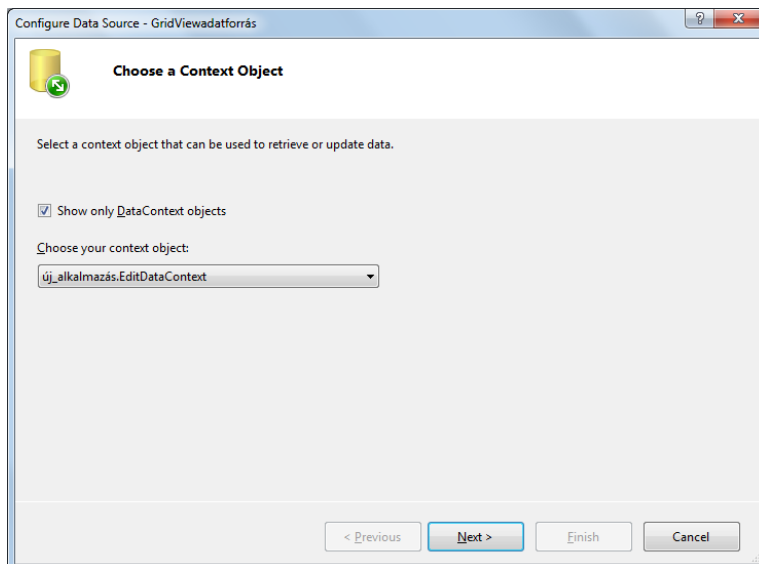 Configure Data Source - GridViewadatforrás
?
Choose a Context Object
Select a context object that can be used to retrieve or update data.
Show only DataContext objects
Choose your context object:
új_alkalmazás.EditDataContext
< Previous
Next >
Finish
Cancel